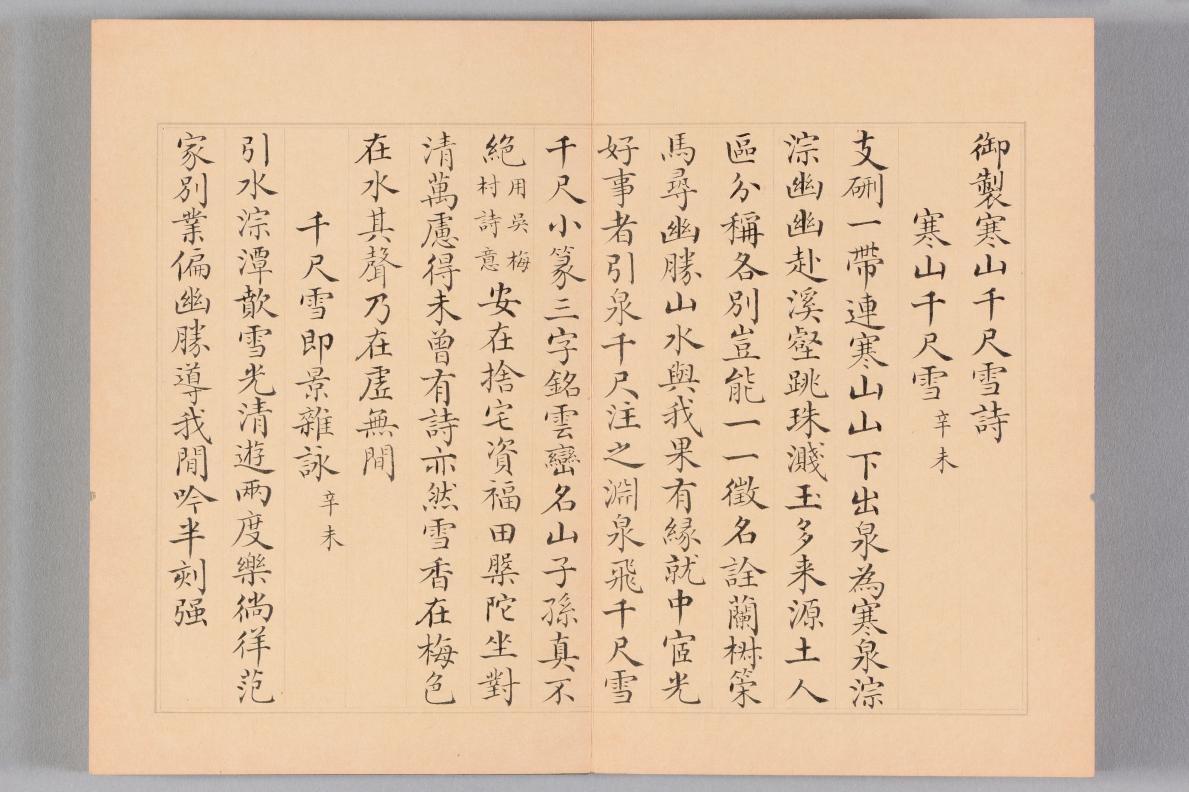 御製寒山千尺雪詩
寒山千尺雪 辛未
支硎一帶連寒山山下出泉為寒泉淙
淙幽幽赴溪壑跳珠濺玉多来源土人
區分稱各別豈能一一徵名詮蘭椒策
馬尋幽勝山水與我果有緣就中宧光
好事者引泉千尺注之淵泉飛千尺雪
千尺小篆三字銘雲巒名山子孫真不
絕用吳梅村詩意安在捨宅資福田槃陀坐對
清萬慮得未曾有詩亦然雪香在梅色
在水其聲乃在虛無間
千尺雪即景雜詠 辛未
引水淙潭歕雪光清遊兩度樂徜徉范
家別業偏幽勝導我閒吟半刻强